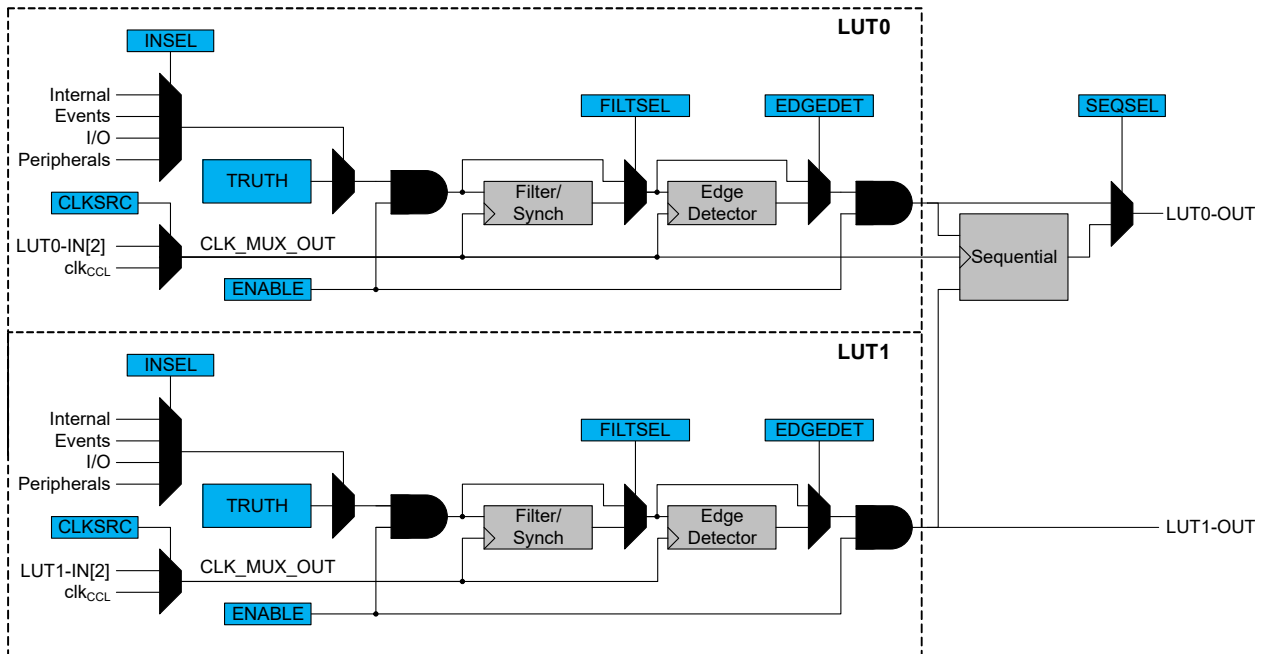 LUT0
INSEL
Internal
Events
I/O
Peripherals
FILTSEL
EDGEDET
SEQSEL
TRUTH
Filter/
Synch
Edge
Detector
CLKSRC
LUT0-OUT
LUT0-IN[2]
CLK_MUX_OUT
clkCCL
Sequential
ENABLE
LUT1
INSEL
Internal
Events
I/O
Peripherals
FILTSEL
EDGEDET
TRUTH
Filter/
Synch
Edge
Detector
CLKSRC
LUT1-OUT
LUT1-IN[2]
CLK_MUX_OUT
clkCCL
ENABLE